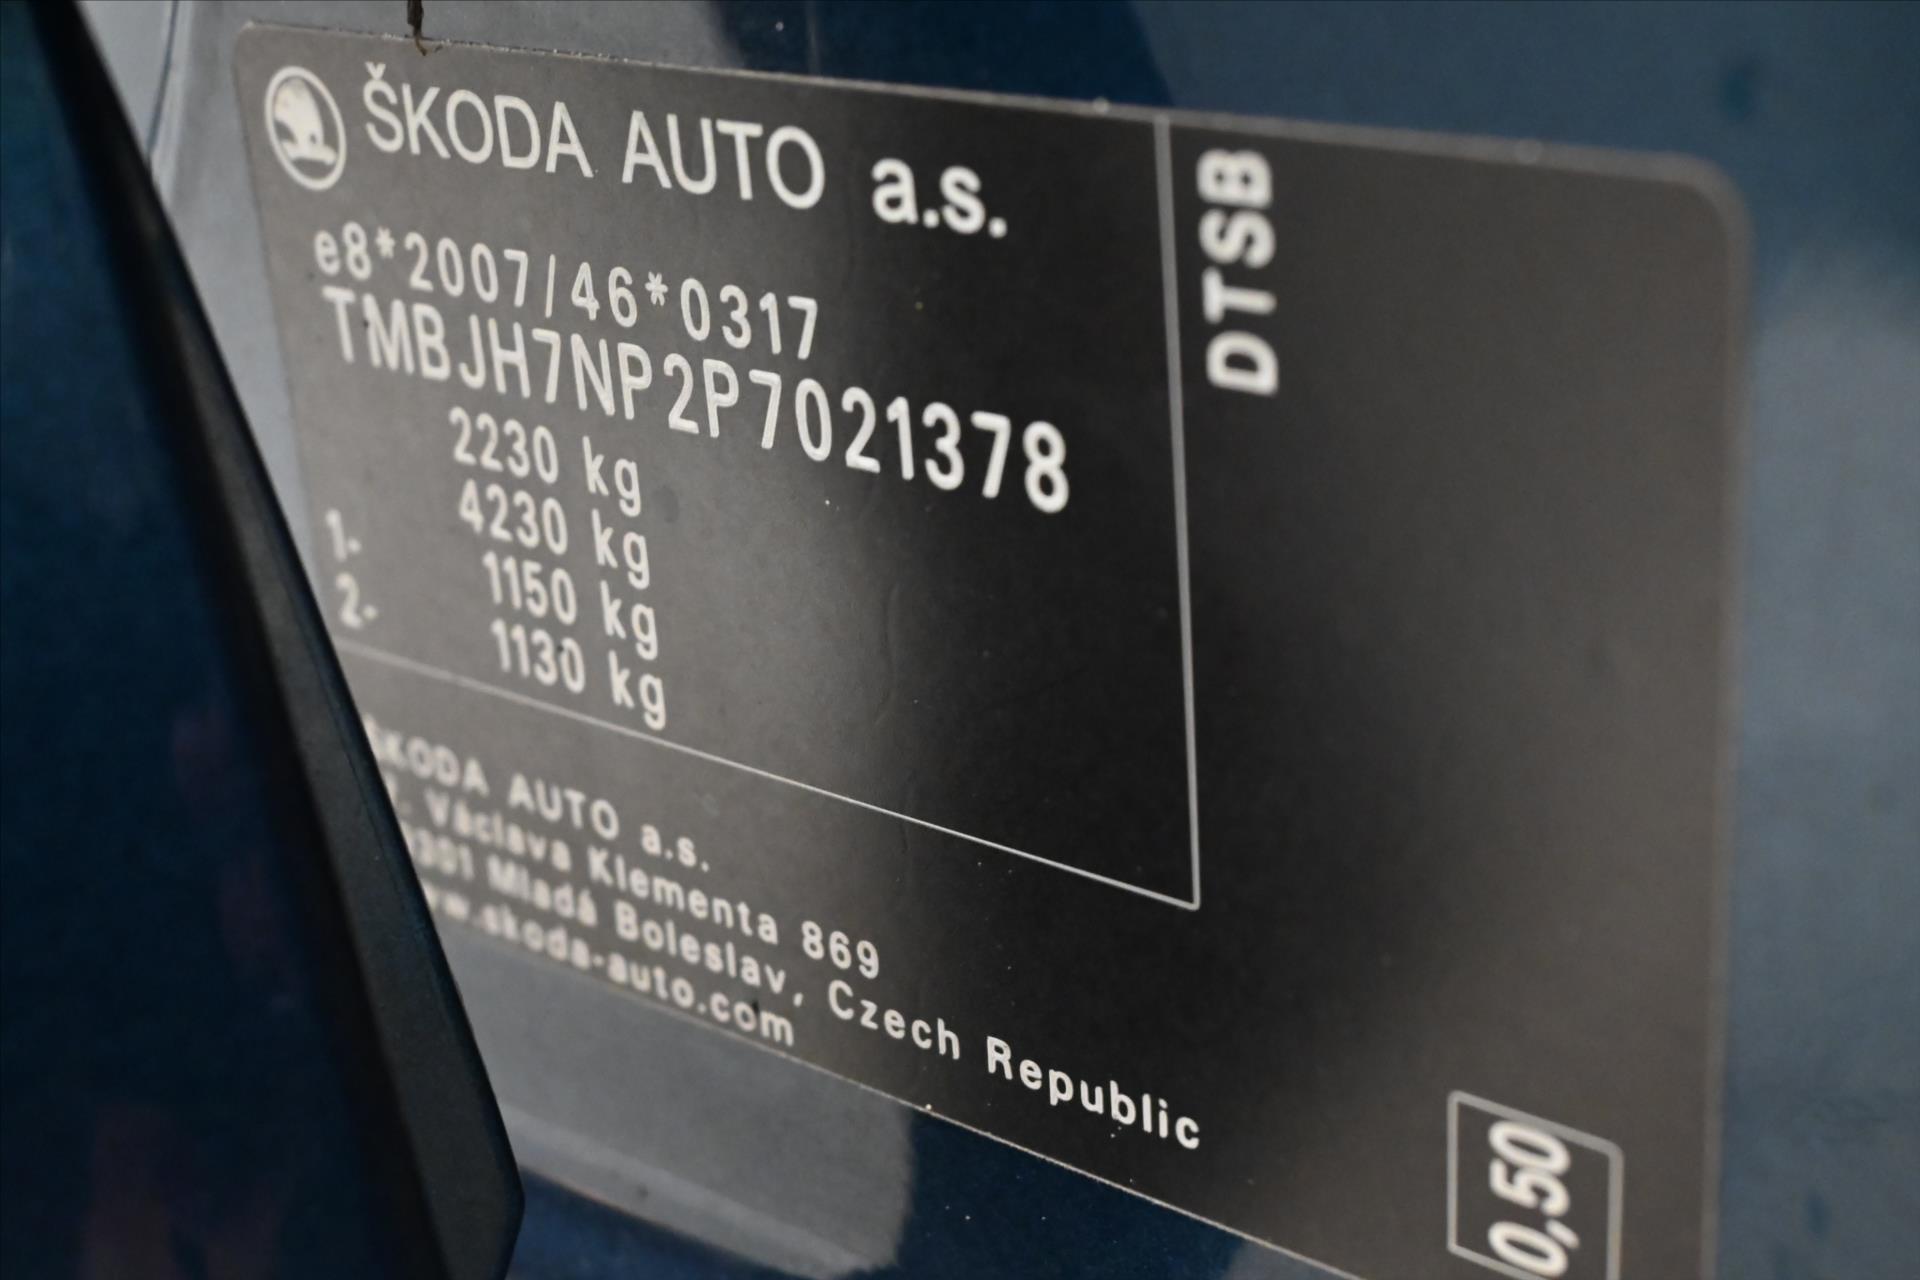 ŠKODA AUTO a.s.
e8*2007/46*0317
TMBJH7NP2P7021378
2230 kg
4230 kg
1- 1150 kg
2- 1130 kg
DTSB
ŠKODA AUTO a.s.
Václava Klementa 869
Mladá Boleslav, Czech Republic
skoda-auto.com
0,50